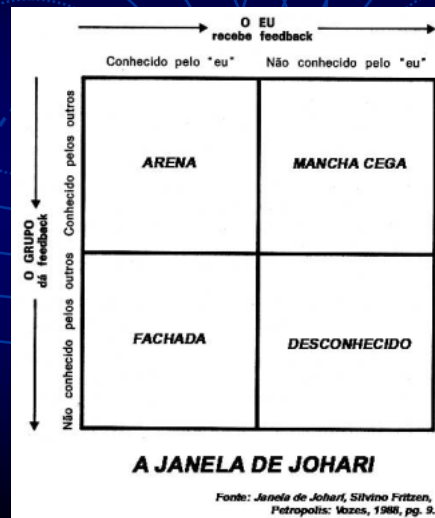 O EU
recebe feedback
Conhecido pelo "eu"
Não conhecido pelo "eu"
O GRUPO
dá feedback
Conhecido pelos outros
ARENA
MANCHA CEGA
Não conhecido pelos outros
FACHADA
DESCONHECIDO
A JANELA DE JOHARI
Fonte: Janela de Johari, Silvino Fritzen,
Petropolis: Vozes, 1988, pg. 9.